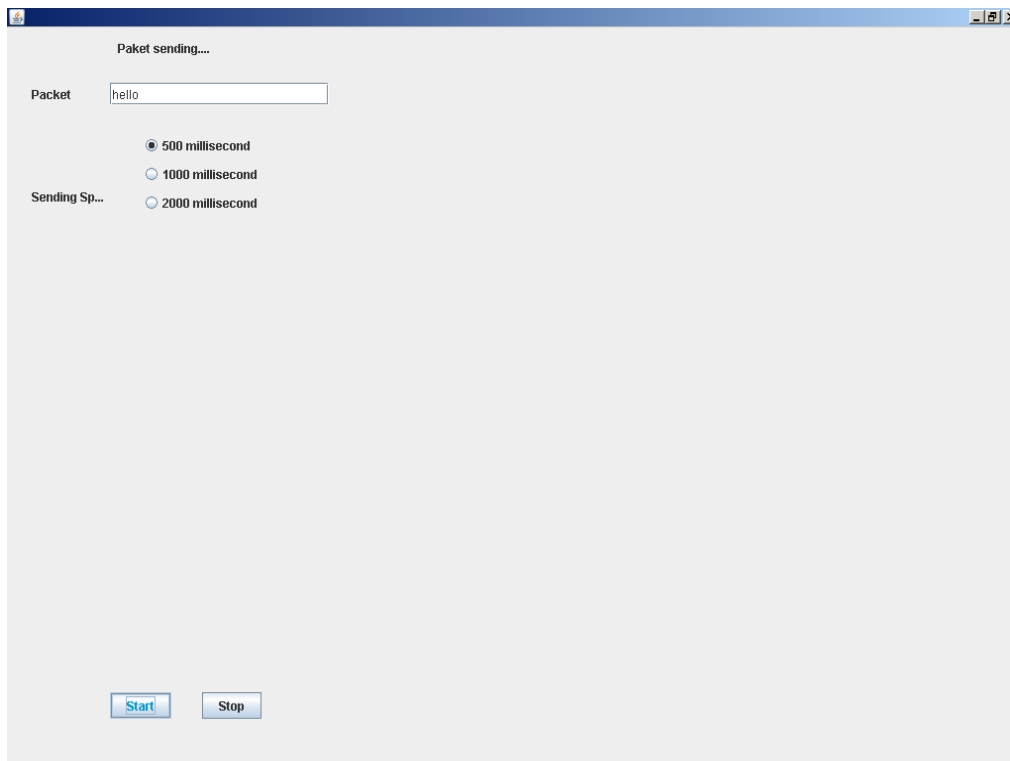 Paket sending....
Packet hello
500 millisecond
1000 millisecond
Sending Sp...
2000 millisecond
Start Stop